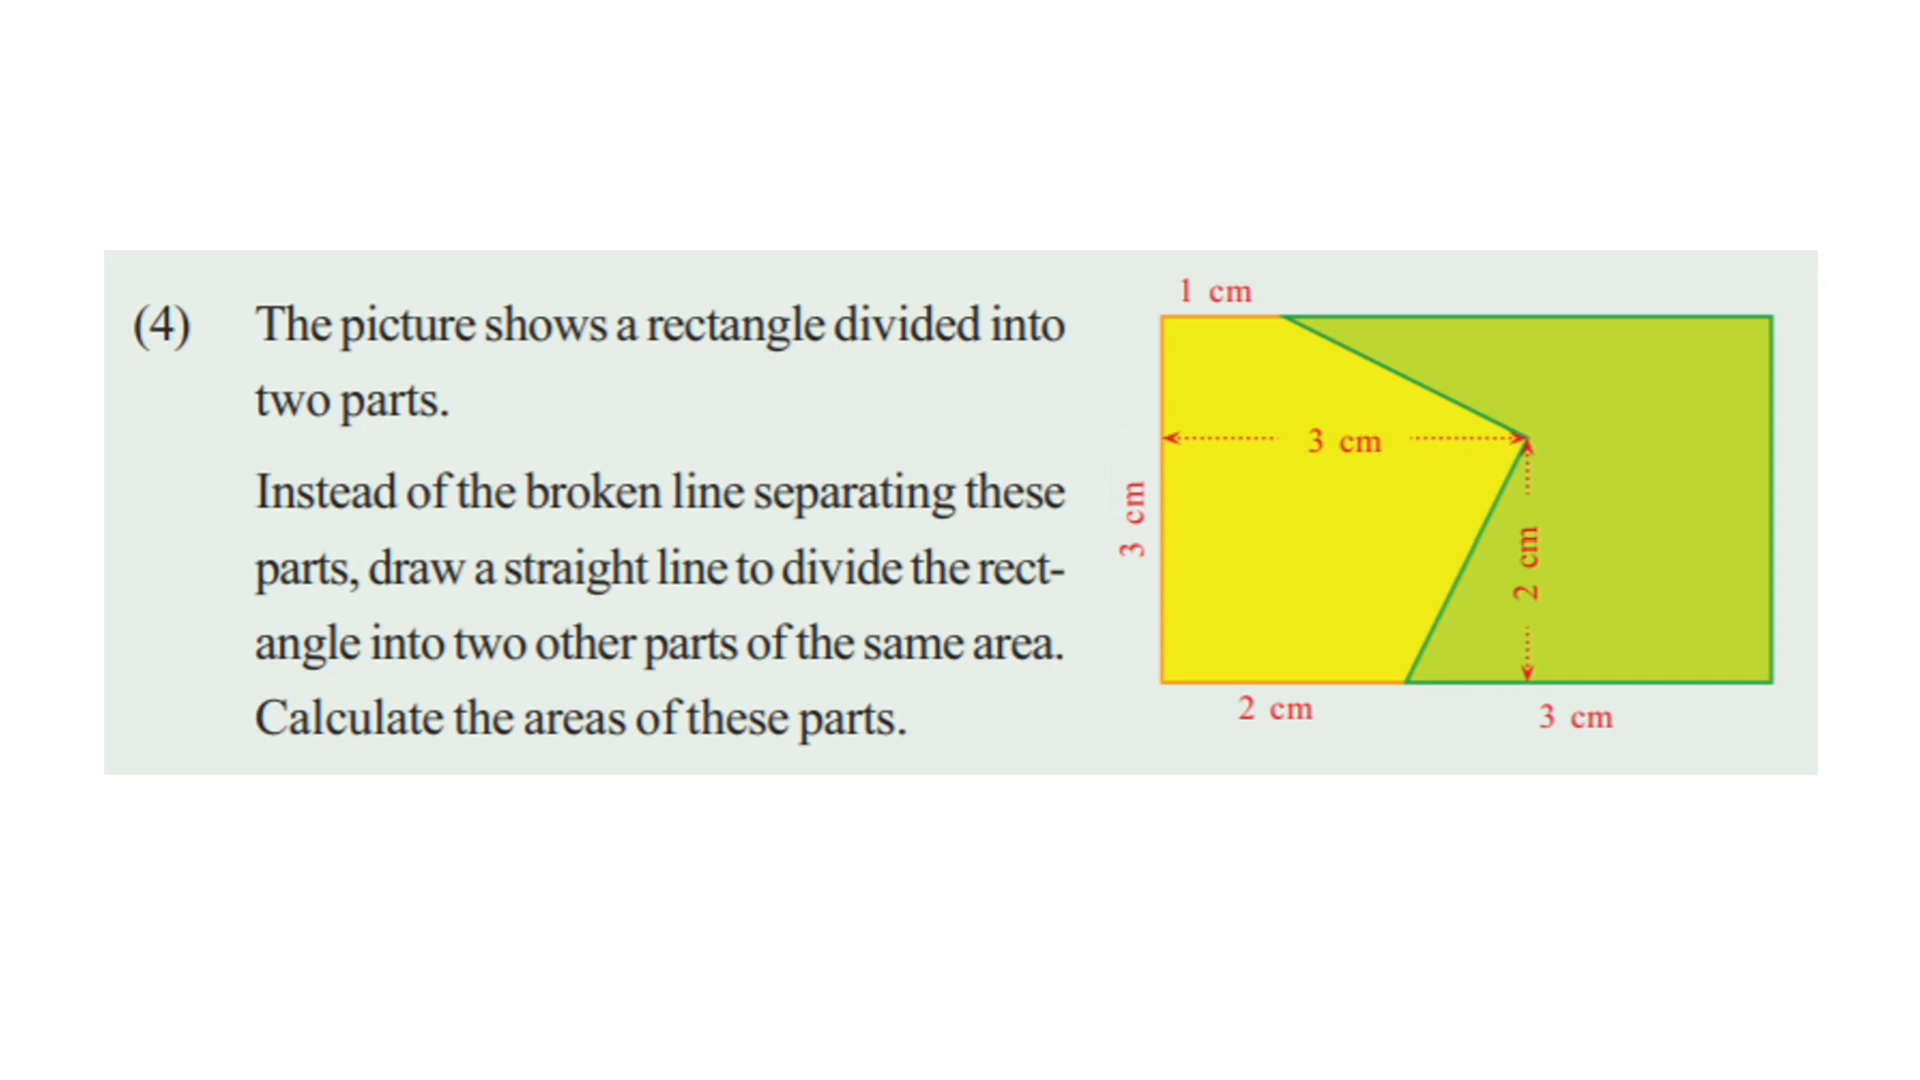 (4) The picture shows a rectangle divided into
two parts.
Instead of the broken line separating these
parts, draw a straight line to divide the rect-
angle into two other parts of the same area.
Calculate the areas of these parts.
1 cm
3 cm
3 cm
2 cm
2 cm
3 cm